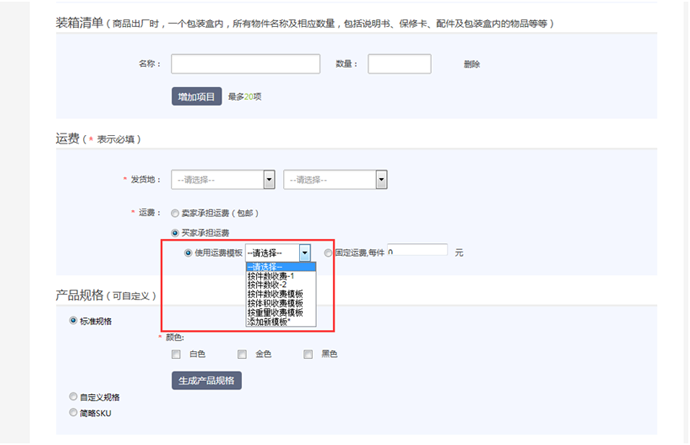 装箱清单（商品出厂时，一个包装盒内，所有物件名称及相应数量，包括说明书、保修卡、配件及包装盒内的物品等等）
名称： 数量： 删除
增加项目 最多20项
运费（* 表示必填）
* 发货地： --请选择-- --请选择--
* 运费： 卖家承担运费（包邮）
买家承担运费
使用运费模板 --请选择-- 固定运费,每件 0 元
--请选择--
按件数收费-1
按件数收-2
按件数收费模板
按体积收费模板
按重量收费模板
添加新模板*
产品规格（可自定义）
标准规格
* 颜色:
白色 金色 黑色
生成产品规格
自定义规格
简略SKU